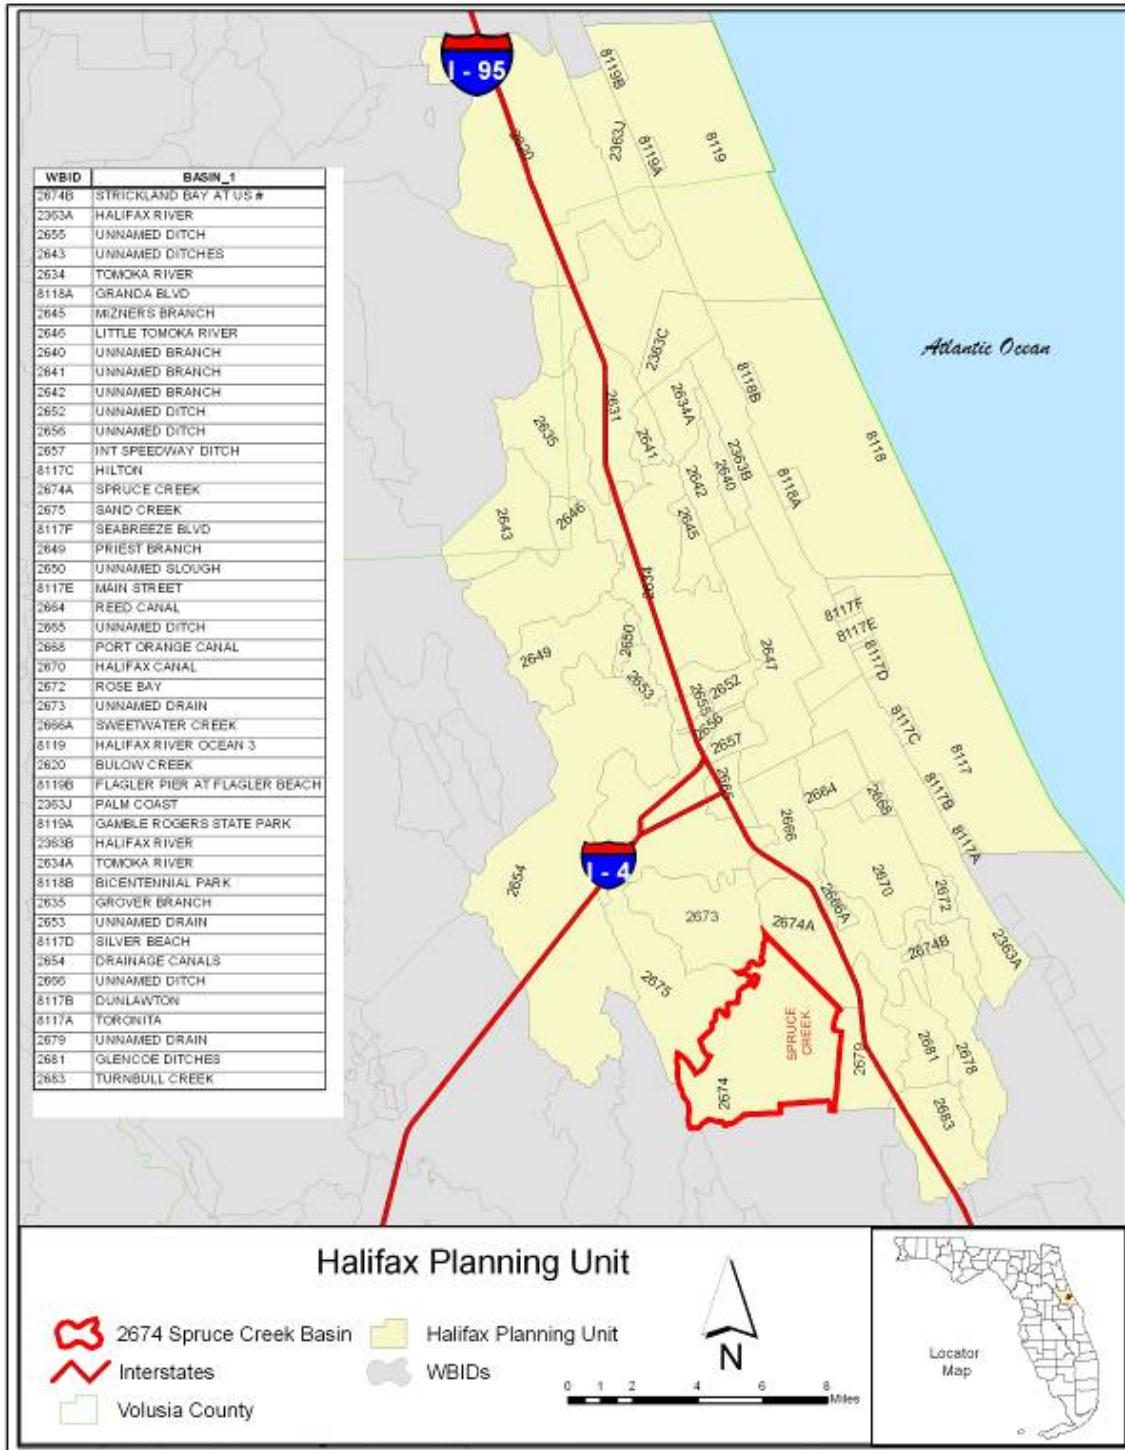 I - 95
WBID BASIN_1
2674B STRICKLAND BAY AT US #
2363A HALIFAX RIVER
2655 UNNAMED DITCH
2643 UNNAMED DITCHES
2634 TOMOKA RIVER
8118A GRANDA BLVD
2645 MIZNERS BRANCH
2646 LITTLE TOMOKA RIVER
2640 UNNAMED BRANCH
2641 UNNAMED BRANCH
2642 UNNAMED BRANCH
2652 UNNAMED DITCH
2656 UNNAMED DITCH
2657 INT SPEEDWAY DITCH
8117C HILTON
2674A SPRUCE CREEK
2675 SAND CREEK
8117F SEABREEZE BLVD
2649 PRIEST BRANCH
2650 UNNAMED SLOUGH
8117E MAIN STREET
2664 REED CANAL
2665 UNNAMED DITCH
2668 PORT ORANGE CANAL
2670 HALIFAX CANAL
2672 ROSE BAY
2673 UNNAMED DRAIN
2666A SWEETWATER CREEK
8119 HALIFAX RIVER OCEAN 3
2620 BULOW CREEK
8119B FLAGLER PIER AT FLAGLER BEACH
2363J PALM COAST
8119A GAMBLE ROGERS STATE PARK
2363B HALIFAX RIVER
2634A TOMOKA RIVER
8118B BICENTENNIAL PARK
2635 GROVER BRANCH
2653 UNNAMED DRAIN
8117D SILVER BEACH
2654 DRAINAGE CANALS
2666 UNNAMED DITCH
8117B DUNLAWTON
8117A TORONITA
2679 UNNAMED DRAIN
2681 GLENCOE DITCHES
2683 TURNBULL CREEK
8119B
2620
2363J
8119A
8119
Atlantic Ocean
2363C
8118B
2631
2634A
2635
2641
2363B
8118
2642
2640
8118A
2643
2646
2645
2634
8117F
8117E
2650
2647
8117D
2649
2653
2652
2655
2656
8117C
2657
8117
2665
2664
8117B
2668
2666
8117A
I - 4
2654
2670
2672
2666A
2673
2674A
2674B
2363A
2675
SPRUCE
CREEK
2679
2681
2678
2674
2683
Halifax Planning Unit
2674 Spruce Creek Basin
Halifax Planning Unit
Interstates
WBIDs
Volusia County
N
0 1 2 4 6 8
Miles
Locator
Map